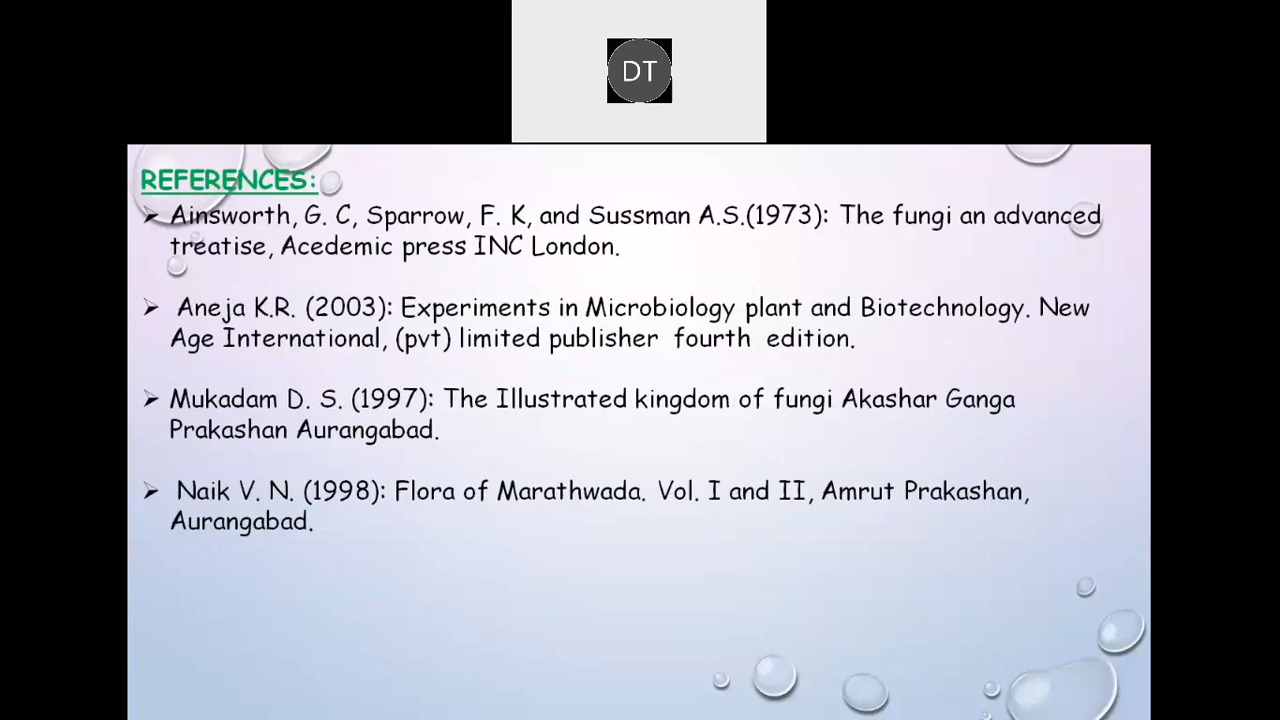 DT
REFERENCES:
➢ Ainsworth, G. C, Sparrow, F. K, and Sussman A.S.(1973): The fungi an advanced
treatise, Acedemic press INC London.
➢ Aneja K.R. (2003): Experiments in Microbiology plant and Biotechnology. New
Age International, (pvt) limited publisher fourth edition.
➢ Mukadam D. S. (1997): The Illustrated kingdom of fungi Akashar Ganga
Prakashan Aurangabad.
➢ Naik V. N. (1998): Flora of Marathwada. Vol. I and II, Amrut Prakashan,
Aurangabad.